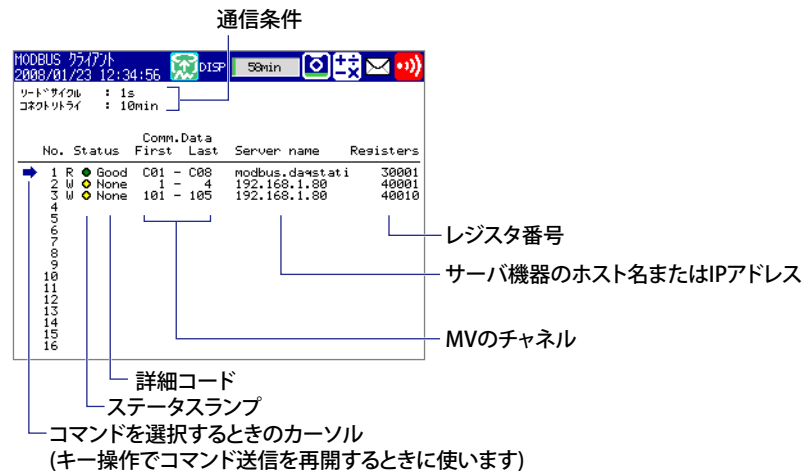 通信条件
MODBUS クライアント
2008/01/23 12:34:56 DISP 58min
リードサイクル : 1s
コネクトリトライ : 10min
Comm.Data
No. Status First Last Server name Registers
1 R Good C01 - C08 modbus.daqstati 30001
2 W None 1 - 4 192.168.1.80 40001
3 W None 101 - 105 192.168.1.80 40010
4
5
6
7
8
9
10
11
12
13
14
15
16
レジスタ番号
サーバ機器のホスト名またはIPアドレス
MVのチャネル
詳細コード
ステータスランプ
コマンドを選択するときのカーソル
(キー操作でコマンド送信を再開するときに使います)